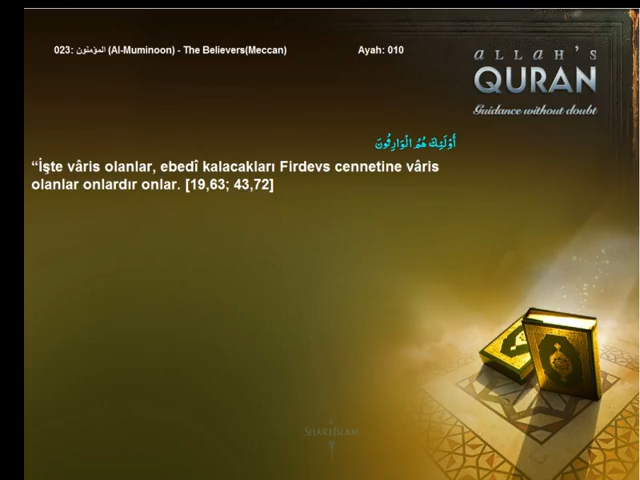 023: المؤمنون (Al-Muminoon) - The Believers(Meccan) Ayah: 010
ALLAH'S
QURAN
Guidance without doubt
أُوْلَٰئِكَ هُمُ الْوَارِثُونَ
“İşte vâris olanlar, ebedî kalacakları Firdevs cennetine vâris
olanlar onlardır onlar. [19,63; 43,72]
SHAREISLAM